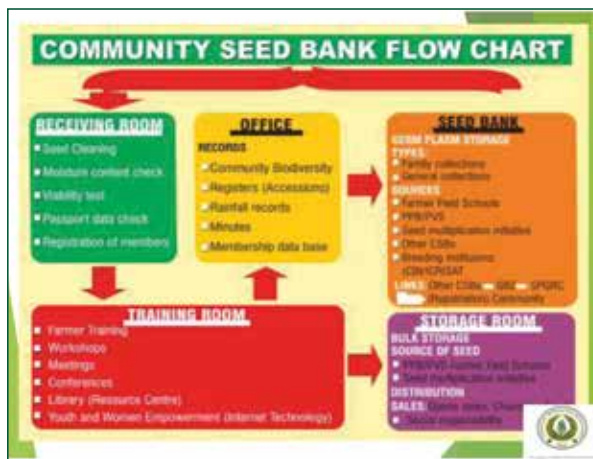 COMMUNITY SEED BANK FLOW CHART
RECEIVING ROOM
Seed Cleaning
Moisture content check
Viability test
Passport data check
Registration of members
OFFICE
RECORDS
Community Biodiversity
Registers (Accessions)
Rainfall records
Minutes
Membership data base
SEED BANK
GERM PLASM STORAGE
TYPES:
Family collections
General collections
SOURCES
Farmer Field Schools
PPB/PVS
Seed multiplication initiative
Other CSBs
Breeding institutions
LINKS: Other CSBs GBZ SPGRC
(Registration) Community
TRAINING ROOM
Farmer Training
Workshops
Meetings
Conferences
Library (Resource Centre)
Youth and Women Empowerment (Internet Technology)
STORAGE ROOM
BULK STORAGE
SOURCE OF SEED
PPB/PVS Farmer Field Schools
Seed multiplication initiative
DISTRIBUTION
SALES:
Social responsibility